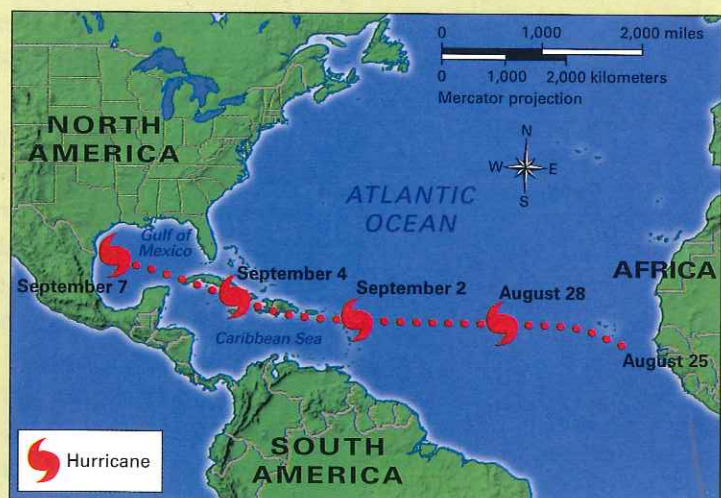 0 1,000 2,000 miles
0 1,000 2,000 kilometers
Mercator projection
N
W E
S
NORTH
AMERICA
ATLANTIC
OCEAN
Gulf of
Mexico
AFRICA
September 4
September 7
September 2
August 28
Caribbean Sea
August 25
SOUTH
AMERICA
Hurricane